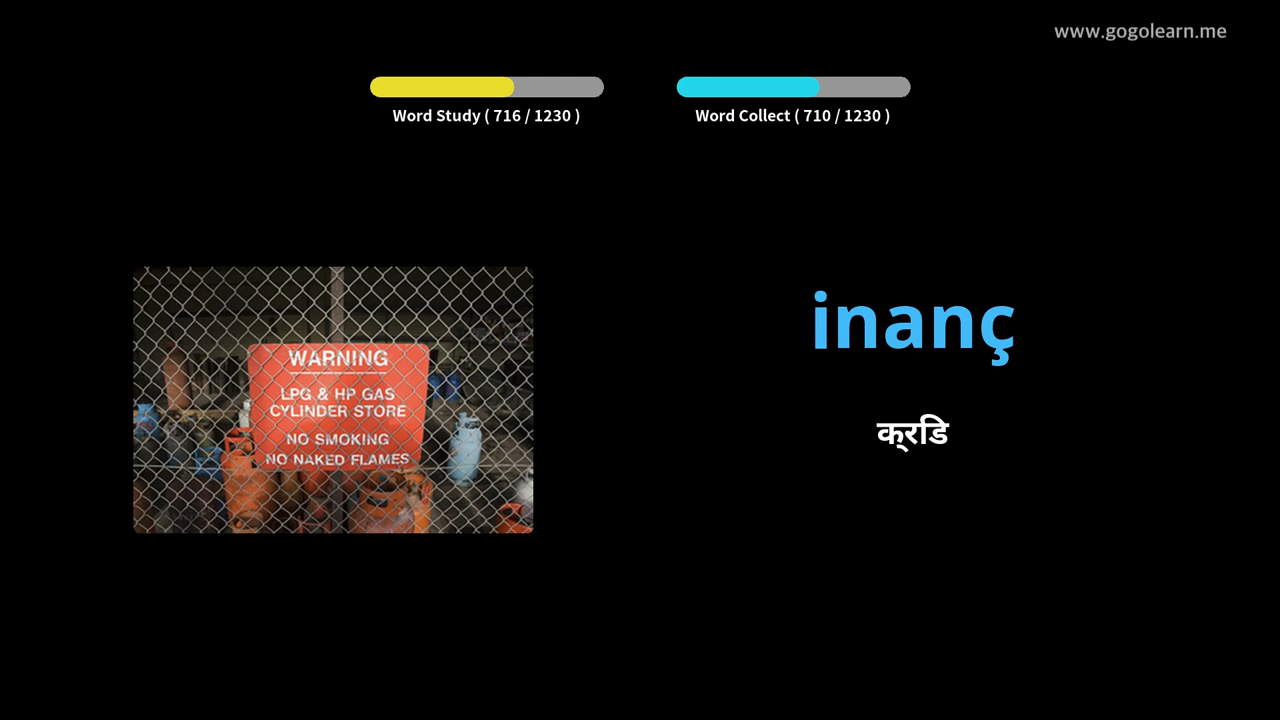 www.gogolearn.me
Word Study ( 716 / 1230 )
Word Collect ( 710 / 1230 )
WARNING
LPG & HP GAS
CYLINDER STORE
NO SMOKING
NO NAKED FLAMES
inanç
क्रडि